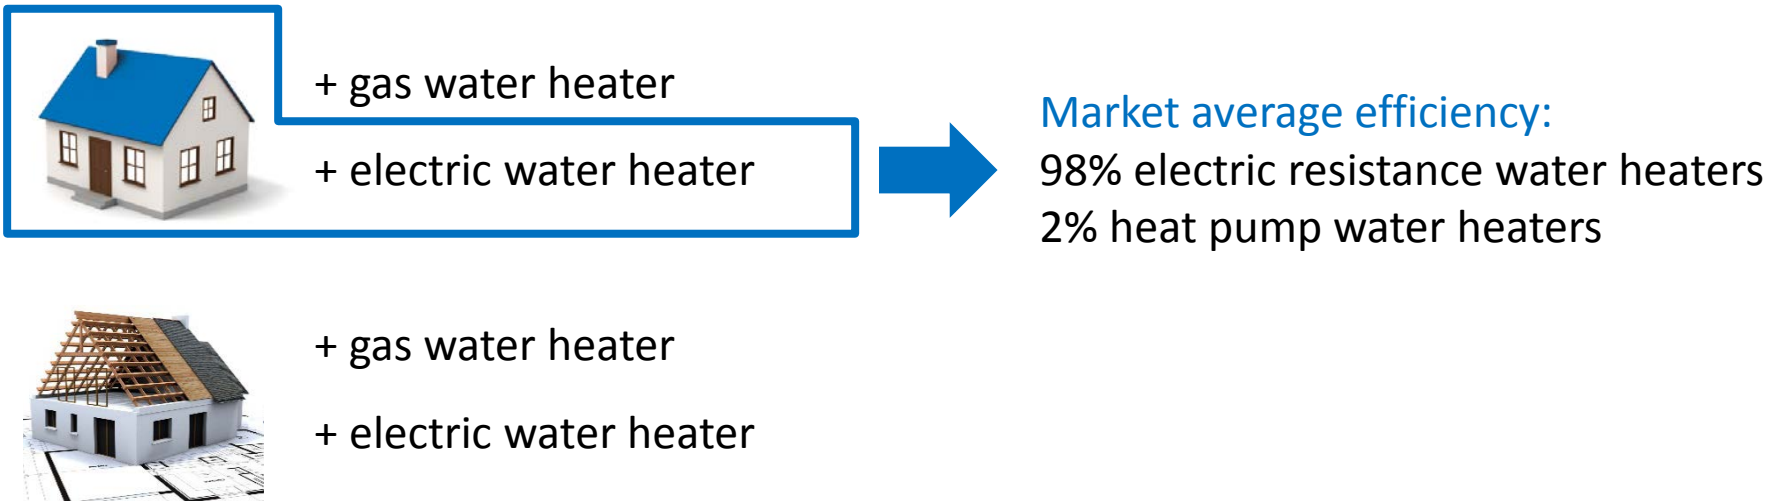 + gas water heater
+ electric water heater
Market average efficiency:
98% electric resistance water heaters
2% heat pump water heaters
+ gas water heater
+ electric water heater